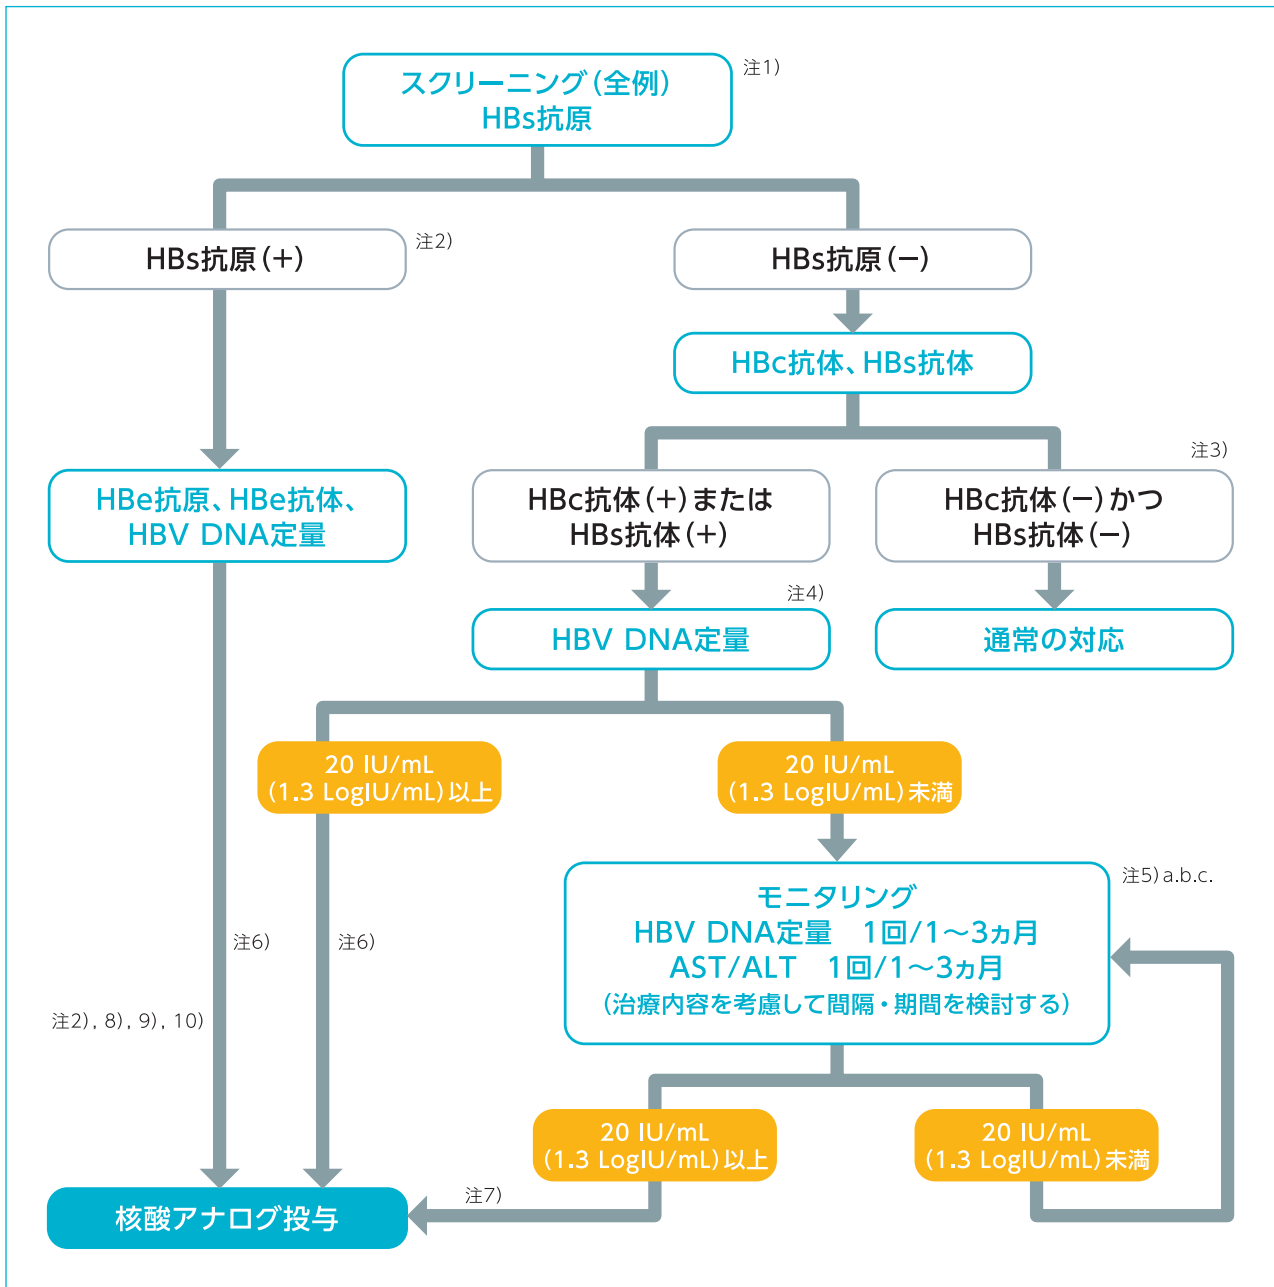 スクリーニング（全例）
HBs抗原
注1）
HBs抗原（+）
注2）
HBs抗原（−）
HBc抗体、HBs抗体
HBe抗原、HBe抗体、
HBV DNA定量
HBc抗体（+）または
HBs抗体（+）
注3）
HBc抗体（−）かつ
HBs抗体（−）
注4）
HBV DNA定量
通常の対応
20 IU/mL
（1.3 LogIU/mL）以上
20 IU/mL
（1.3 LogIU/mL）未満
注5）a.b.c.
モニタリング
HBV DNA定量　1回/1〜3ヵ月
AST/ALT　1回/1〜3ヵ月
（治療内容を考慮して間隔・期間を検討する）
注6）
注6）
注2），8），9），10）
20 IU/mL
（1.3 LogIU/mL）以上
20 IU/mL
（1.3 LogIU/mL）未満
注7）
核酸アナログ投与